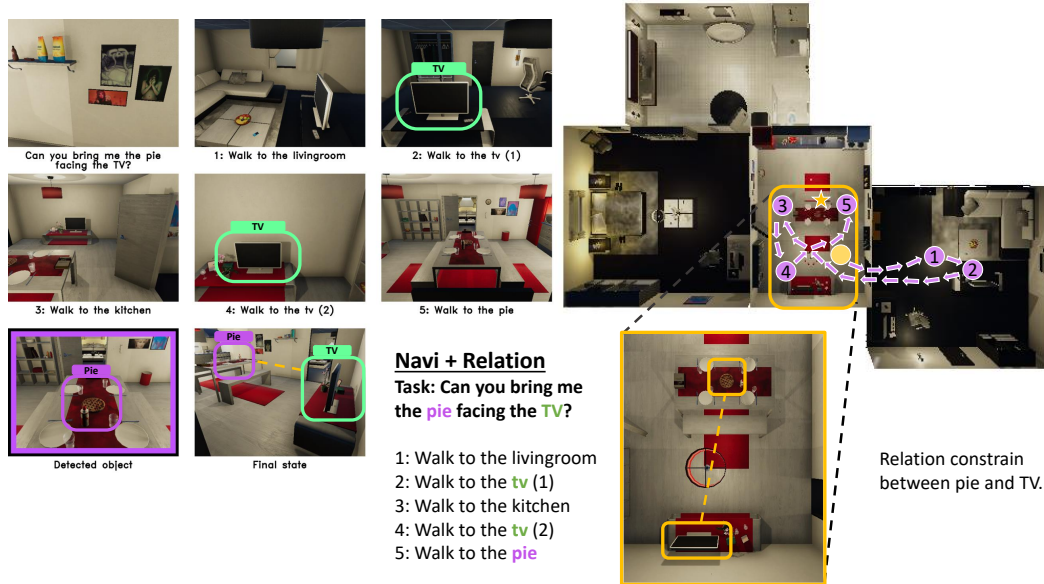 TV
Can you bring me the pie
facing the TV?
1: Walk to the livingroom
2: Walk to the tv (1)
TV
3: Walk to the kitchen
4: Walk to the tv (2)
5: Walk to the pie
Pie
Pie
TV
Detected object
Final state
Navi + Relation
Task: Can you bring me
the pie facing the TV?
1: Walk to the livingroom
2: Walk to the tv (1)
3: Walk to the kitchen
4: Walk to the tv (2)
5: Walk to the pie
3
5
4
1
2
Relation constrain
between pie and TV.